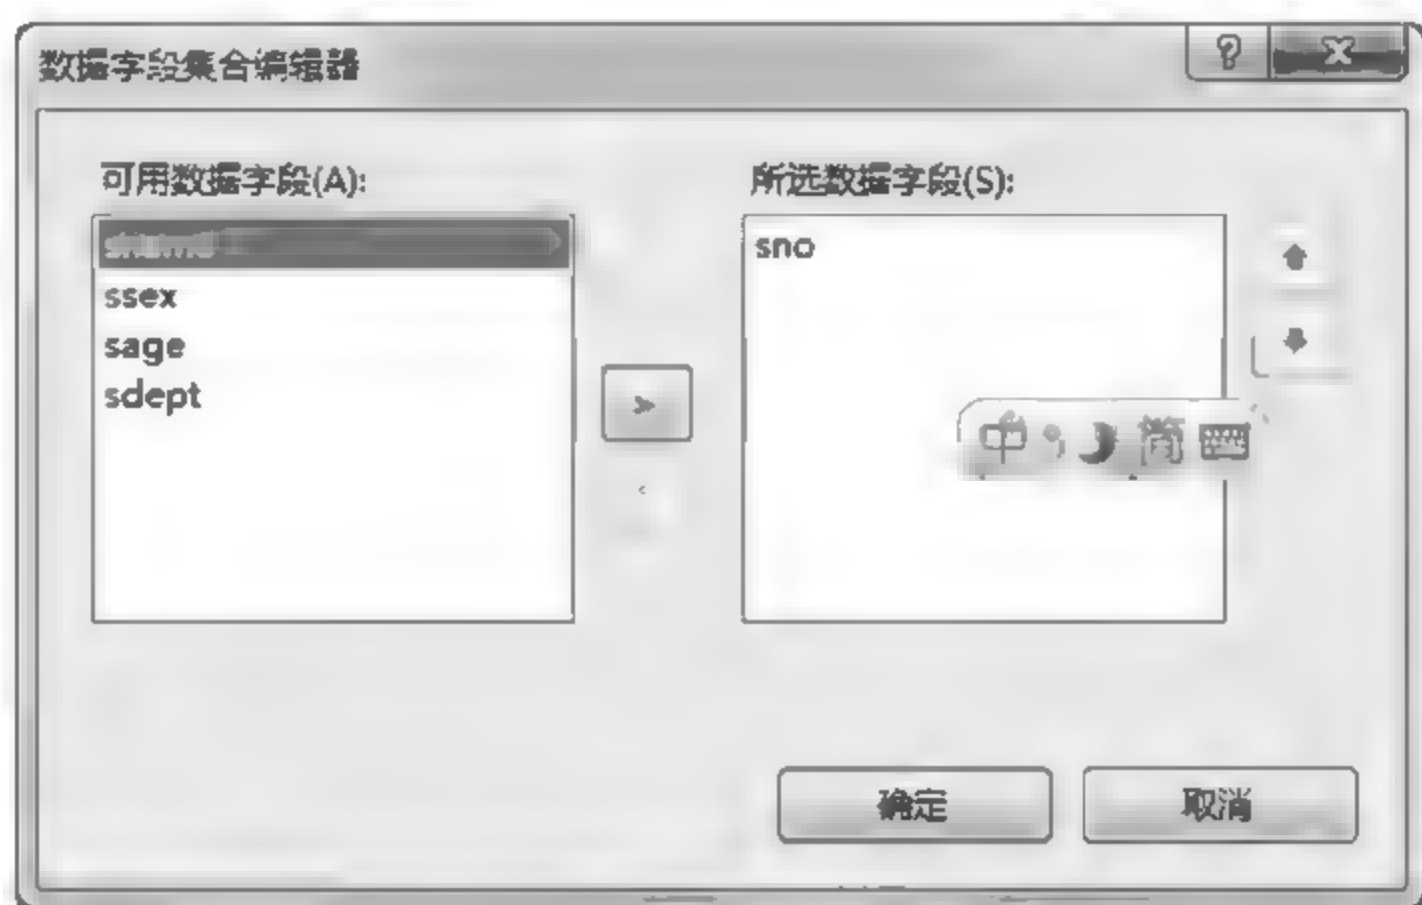 数据字段集合编辑器
可用数据字段(A):
所选数据字段(S):
ssex
sage
sdept
sno
>
<
中 简
确定
取消